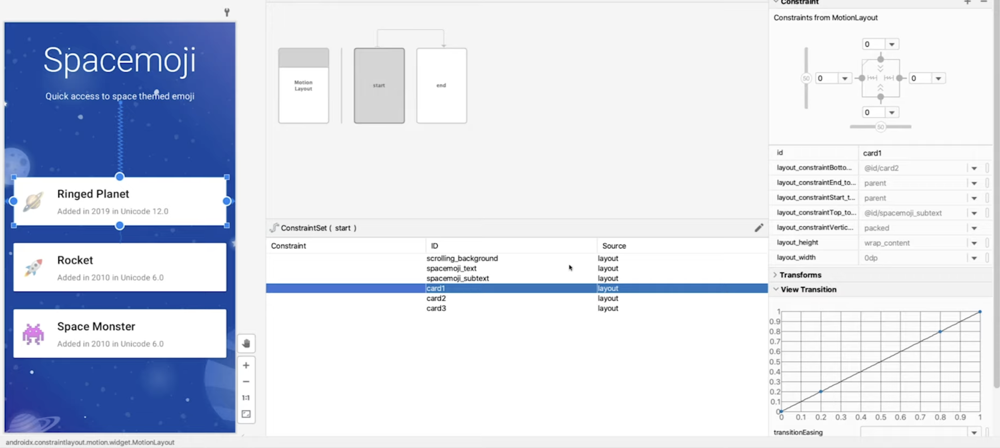 Spacemoji
Quick access to space themed emoji
Ringed Planet
Added in 2019 in Unicode 12.0
Rocket
Added in 2010 in Unicode 6.0
Space Monster
Added in 2010 in Unicode 6.0
1:1
androidx.constraintlayout.motion.widget.MotionLayout
Motion
Layout
start
end
ConstraintSet ( start )
Constraint ID Source
scrolling_background layout
spacemoji_text layout
spacemoji_subtext layout
card1 layout
card2 layout
card3 layout
Constraint
Constraints from MotionLayout
0
50 0 0
0
50
id card1
layout_constraintBotto... @id/card2
layout_constraintEnd_to... parent
layout_constraintStart_t... parent
layout_constraintTop_to... @id/spacemoji_subtext
layout_constraintVertic... packed
layout_height wrap_content
layout_width 0dp
Transforms
View Transition
1
0.9
0.8
0.7
0.6
0.5
0.4
0.3
0.2
0.1
0
0 0.1 0.2 0.3 0.4 0.5 0.6 0.7 0.8 0.9 1
transitionEasing